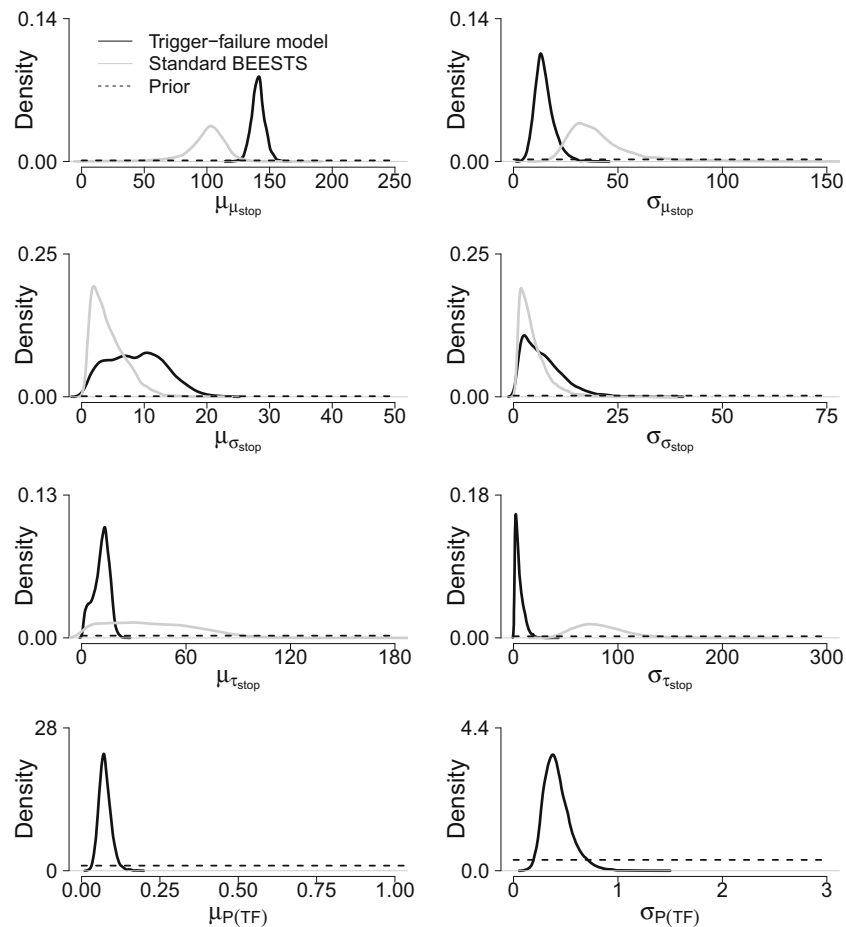 0.14
Density
0.00
Trigger−failure model
Standard BEESTS
Prior
0 50 100 150 200 250
μμstop
0.14
Density
0.00
0 50 100 150
σμstop
0.25
Density
0.00
0 10 20 30 40 50
μσstop
0.25
Density
0.00
0 25 50 75
σσstop
0.13
Density
0.00
0 60 120 180
μτstop
0.18
Density
0.00
0 100 200 300
στstop
28
Density
0
0.00 0.25 0.50 0.75 1.00
μP(TF)
4.4
Density
0.0
0 1 2 3
σP(TF)